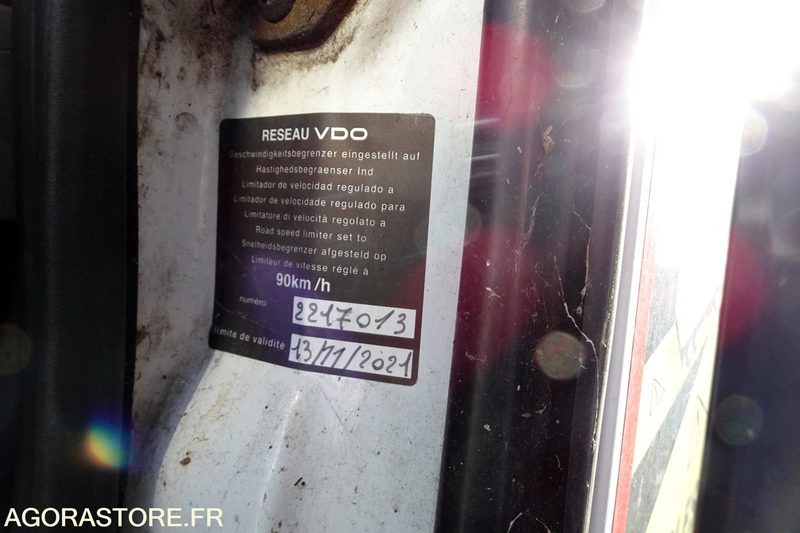 RESEAU VDO
Geschwindigkeitsbegrenzer eingestellt auf
Hastighedsbegraenser Ind
Limitador de velocidad regulado a
Limitador de velocidade regulado para
Limitatore di velocità regolato a
Road speed limiter set to
Snelheidsbegrenzer afgesteld op
Limiteur de vitesse réglé à
90km/h
numéro 2217013
limite de validité 13/11/2021
AGORASTORE.FR